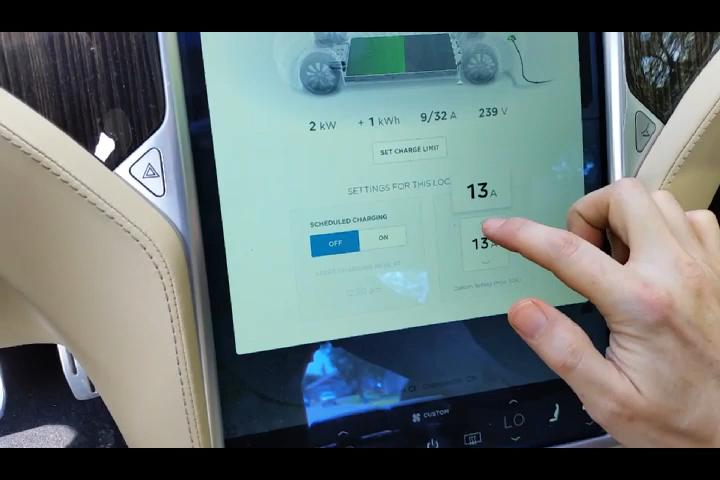 2 kW + 1 kWh 9/32 A 239 V
SET CHARGE LIMIT
SETTINGS FOR THIS LOC
13 A
SCHEDULED CHARGING
OFF ON
13 A
CUSTOM
LO